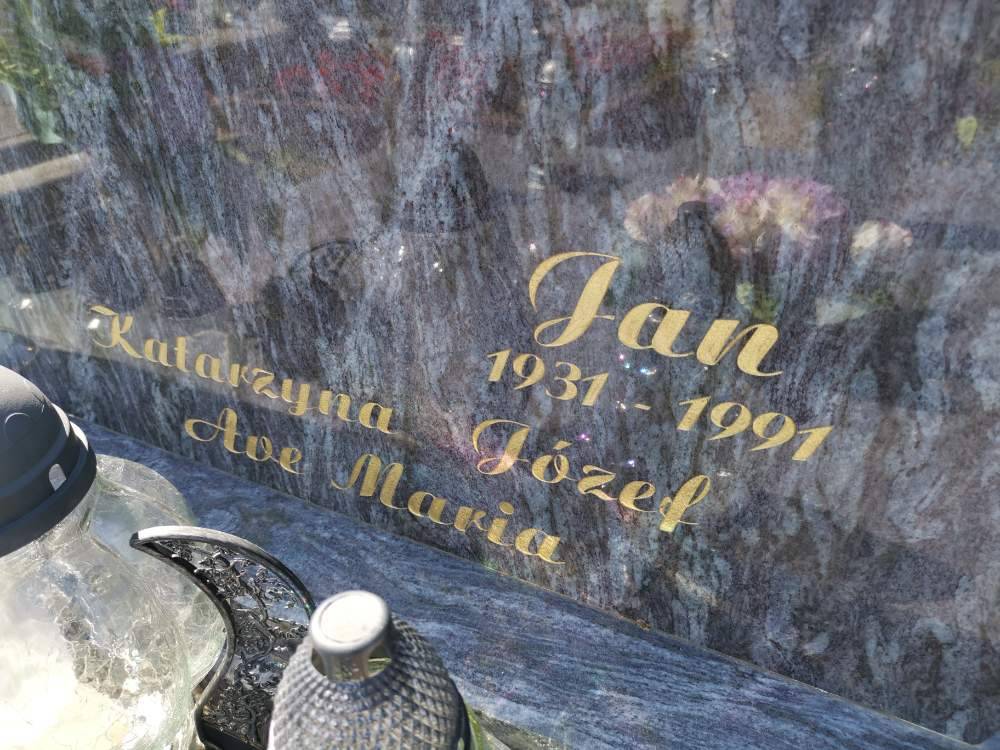 Jan
1931 - 1991
Katarzyna Józef
Ave Maria